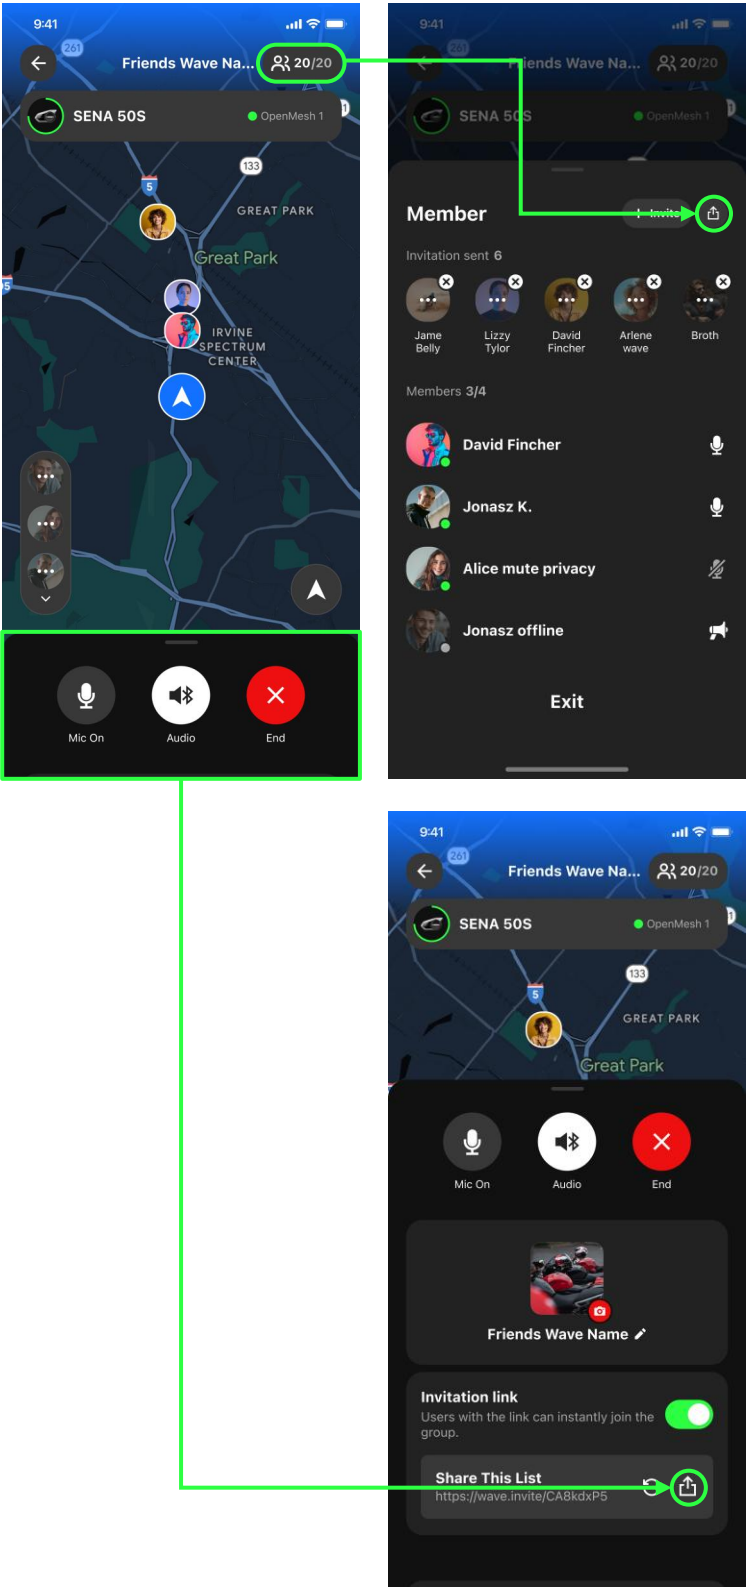 9:41
261
Friends Wave Na...
20/20
SENA 50S
OpenMesh 1
133
5
GREAT PARK
Great Park
IRVINE
SPECTRUM
CENTER
Mic On
Audio
End
9:41
261
Friends Wave Na...
20/20
SENA 50S
OpenMesh 1
Member
+ Invite
Invitation sent 6
Jame
Belly
Lizzy
Tylor
David
Fincher
Arlene
wave
Broth
Members 3/4
David Fincher
Jonasz K.
Alice mute privacy
Jonasz offline
Exit
9:41
261
Friends Wave Na...
20/20
SENA 50S
OpenMesh 1
133
5
GREAT PARK
Great Park
Mic On
Audio
End
Friends Wave Name
Invitation link
Users with the link can instantly join the
group.
Share This List
https://wave.invite/CA8kdxP5